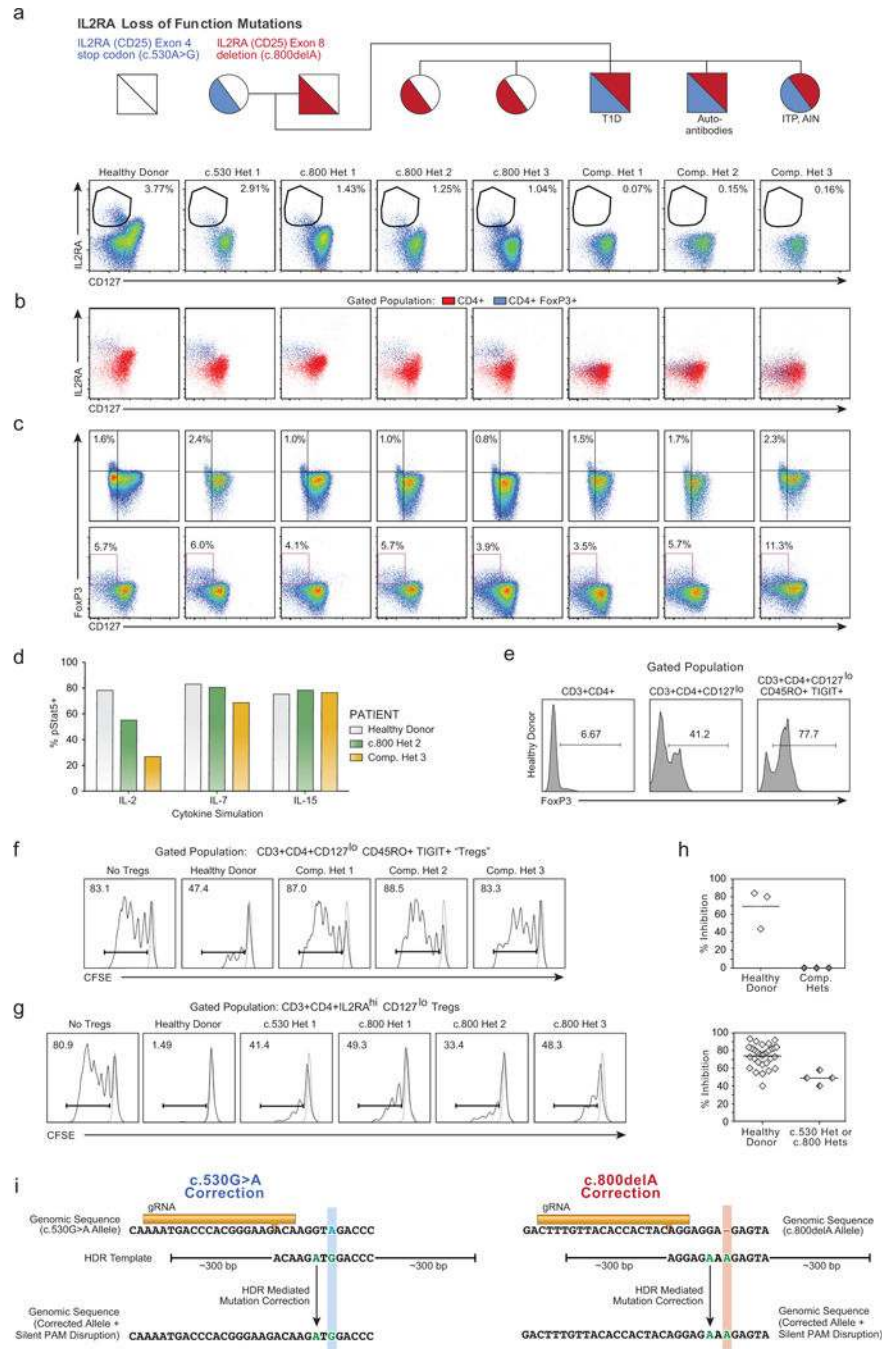 a
IL2RA Loss of Function Mutations
IL2RA (CD25) Exon 4
stop codon (c.530A>G)
IL2RA (CD25) Exon 8
deletion (c.800delA)
T1D
Auto-
antibodies
ITP, AIN
Healthy Donor
c.530 Het 1
c.800 Het 1
c.800 Het 2
c.800 Het 3
Comp. Het 1
Comp. Het 2
Comp. Het 3
3.77%
2.91%
1.43%
1.25%
1.04%
0.07%
0.15%
0.16%
IL2RA
CD127
b
Gated Population: CD4+ CD4+ FoxP3+
IL2RA
CD127
c
1.6%
2.4%
1.0%
1.0%
0.8%
1.5%
1.7%
2.3%
5.7%
6.0%
4.1%
5.7%
3.9%
3.5%
5.7%
11.3%
FoxP3
CD127
d
% pStat5+
80
60
40
20
0
IL-2
IL-7
IL-15
Cytokine Simulation
PATIENT
Healthy Donor
c.800 Het 2
Comp. Het 3
e
Gated Population
CD3+CD4+
CD3+CD4+CD127lo
CD3+CD4+CD127lo
CD45RO+ TIGIT+
Healthy Donor
6.67
41.2
77.7
FoxP3
f
Gated Population: CD3+CD4+CD127lo CD45RO+ TIGIT+ "Tregs"
No Tregs
Healthy Donor
Comp. Het 1
Comp. Het 2
Comp. Het 3
83.1
47.4
87.0
88.5
83.3
CFSE
g
Gated Population: CD3+CD4+IL2RAhi CD127lo Tregs
No Tregs
Healthy Donor
c.530 Het 1
c.800 Het 1
c.800 Het 2
c.800 Het 3
80.9
1.49
41.4
49.3
33.4
48.3
CFSE
h
% Inhibition
100
80
60
40
20
0
Healthy
Donor
Comp.
Hets
% Inhibition
100
80
60
40
20
0
Healthy
Donor
c.530 Het or
c.800 Hets
i
c.530G>A
Correction
gRNA
Genomic Sequence
(c.530G>A Allele)
CAAAATGACCCACGGGAAGACAAGGTAGACCC
HDR Template
ACAAGATGGACCC
~300 bp
~300 bp
HDR Mediated
Mutation Correction
Genomic Sequence
(Corrected Allele +
Silent PAM Disruption)
CAAAATGACCCACGGGAAGACAAGATGGACCC
c.800delA
Correction
gRNA
GACTTTGTTACACCACTACAGGAGGA-GAGTA
Genomic Sequence
(c.800delA Allele)
AGGAGAAAGAGTA
~300 bp
~300 bp
HDR Template
HDR Mediated
Mutation Correction
GACTTTGTTACACCACTACAGGAGAAAGAGTA
Genomic Sequence
(Corrected Allele +
Silent PAM Disruption)